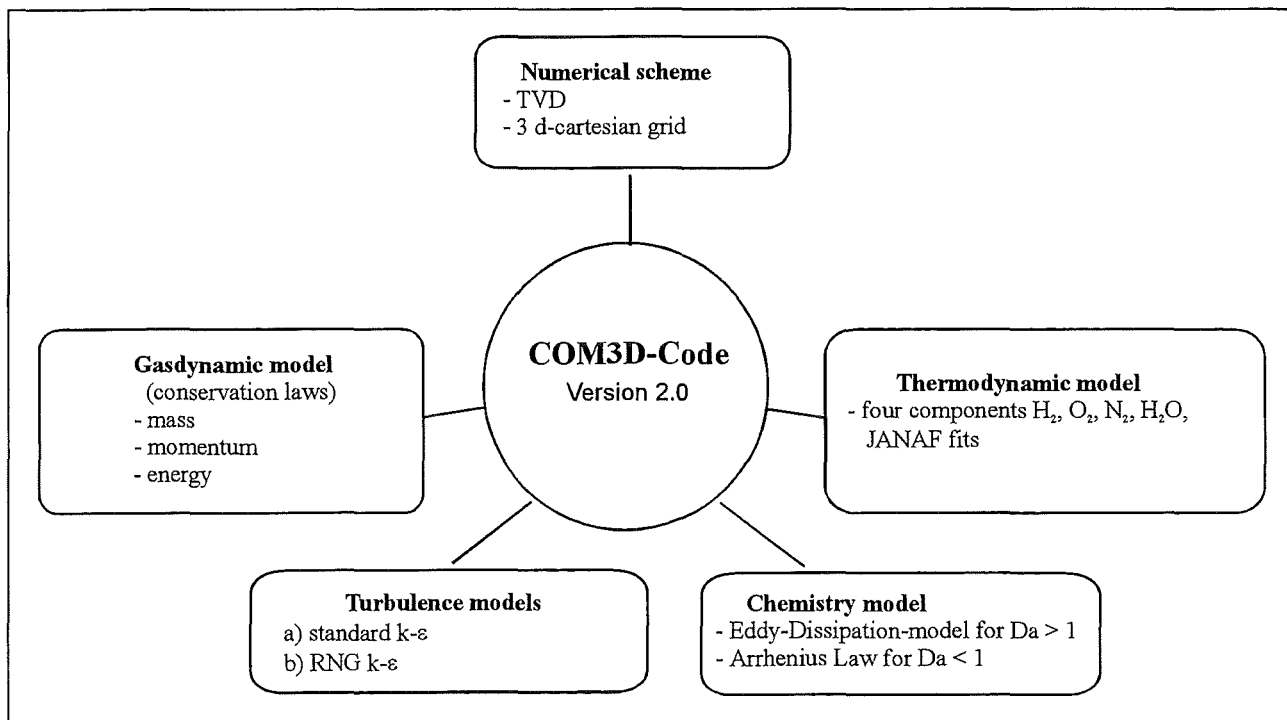 Numerical scheme
- TVD
- 3 d-cartesian grid
COM3D-Code
Version 2.0
Gasdynamic model
(conservation laws)
- mass
- momentum
- energy
Thermodynamic model
- four components H₂, O₂, N₂, H₂O,
JANAF fits
Turbulence models
a) standard k-ε
b) RNG k-ε
Chemistry model
- Eddy-Dissipation-model for Da > 1
- Arrhenius Law for Da < 1